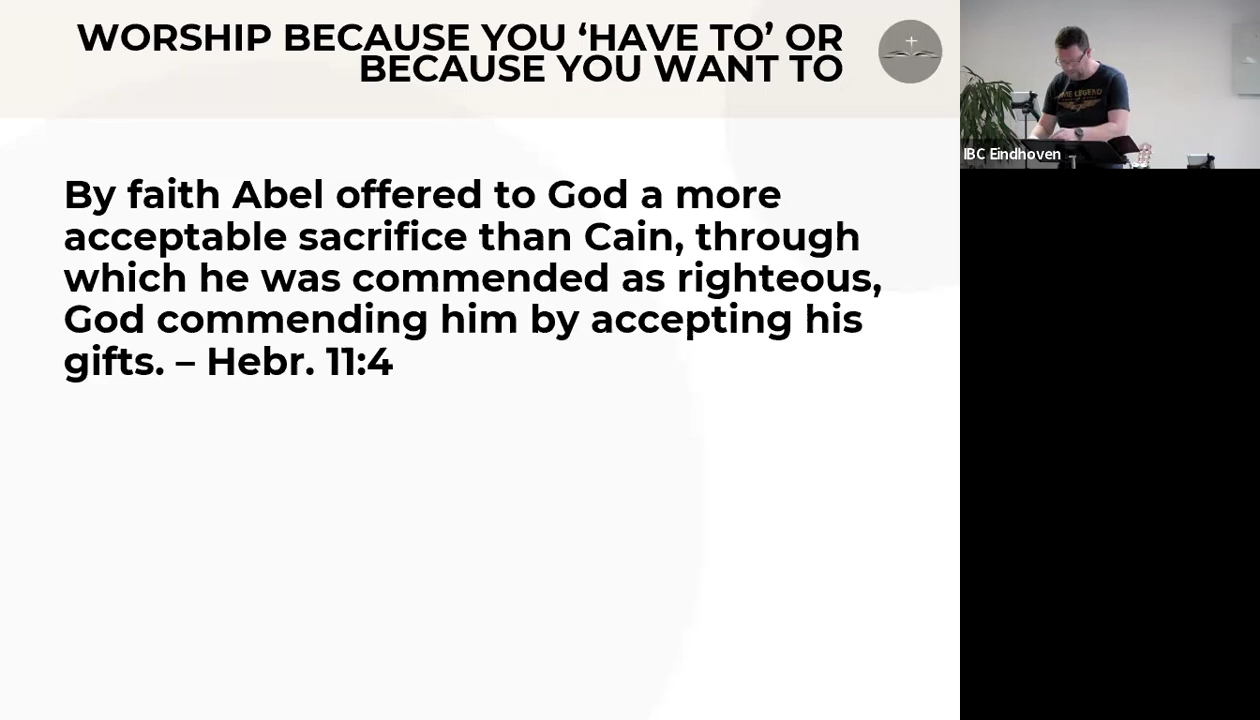 WORSHIP BECAUSE YOU ‘HAVE TO’ OR
BECAUSE YOU WANT TO
By faith Abel offered to God a more
acceptable sacrifice than Cain, through
which he was commended as righteous,
God commending him by accepting his
gifts. – Hebr. 11:4
IBC Eindhoven
LEGEND